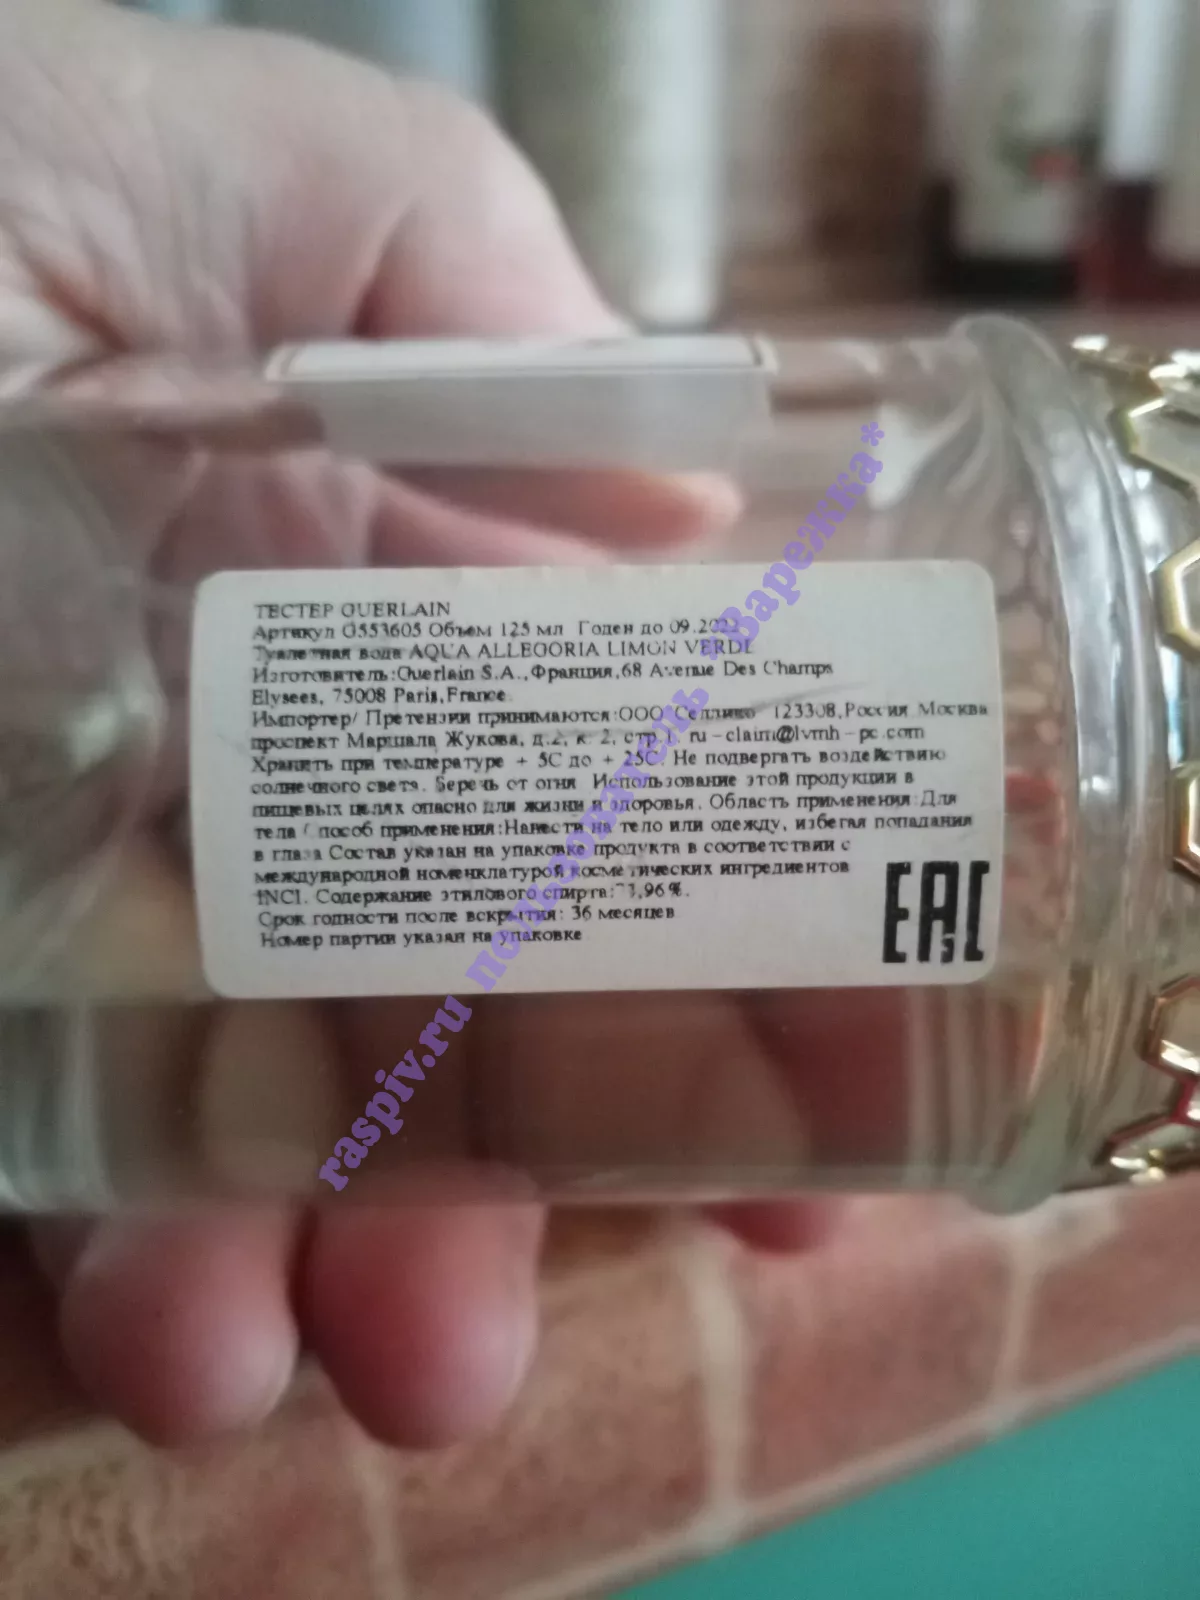 ТЕСТЕР GUERLAIN
Артикул G553605 Объем 125 мл Годен до 09.2022
Туалетная вода AQUA ALLEGORIA LIMON VERDE
Изготовитель:Guerlain S.A.,Франция,68 Avenue Des Champs
Elysees, 75008 Paris,France.
Импортер/ Претензии принимаются:ООО Селдико 123308,Россия,Москва
проспект Маршала Жукова, д.2, к. 2, стр.1 ru-claim@lvmh-pc.com
Хранить при температуре + 5С до + 25С. Не подвергать воздействию
солнечного света. Беречь от огня Использование этой продукции в
пищевых целях опасно для жизни и здоровья. Область применения:Для
тела Способ применения:Нанести на тело или одежду, избегая попадания
в глаза Состав указан на упаковке продукта в соответствии с
международной номенклатурой косметических ингредиентов
INCI. Содержание этилового спирта:
Срок годности после вскрытия: 36 месяцев
Номер партии указан на упаковке
EAC
raspiv.ru пользователь *Варежка*